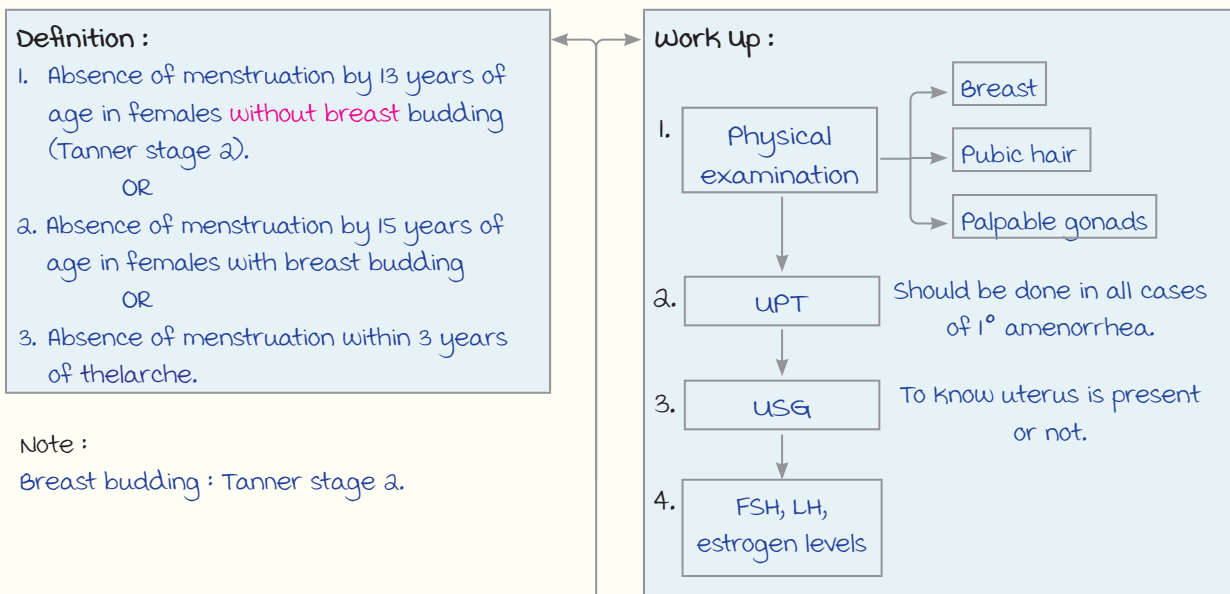 Definition :
1. Absence of menstruation by 13 years of
age in females without breast budding
(Tanner stage 2).
OR
2. Absence of menstruation by 15 years of
age in females with breast budding
OR
3. Absence of menstruation within 3 years
of thelarche.
Note :
Breast budding : Tanner stage 2.
Work Up :
1. Physical
examination
Breast
Pubic hair
Palpable gonads
2. UPT
Should be done in all cases
of 1° amenorrhea.
3. USG
To know uterus is present
or not.
4. FSH, LH,
estrogen levels